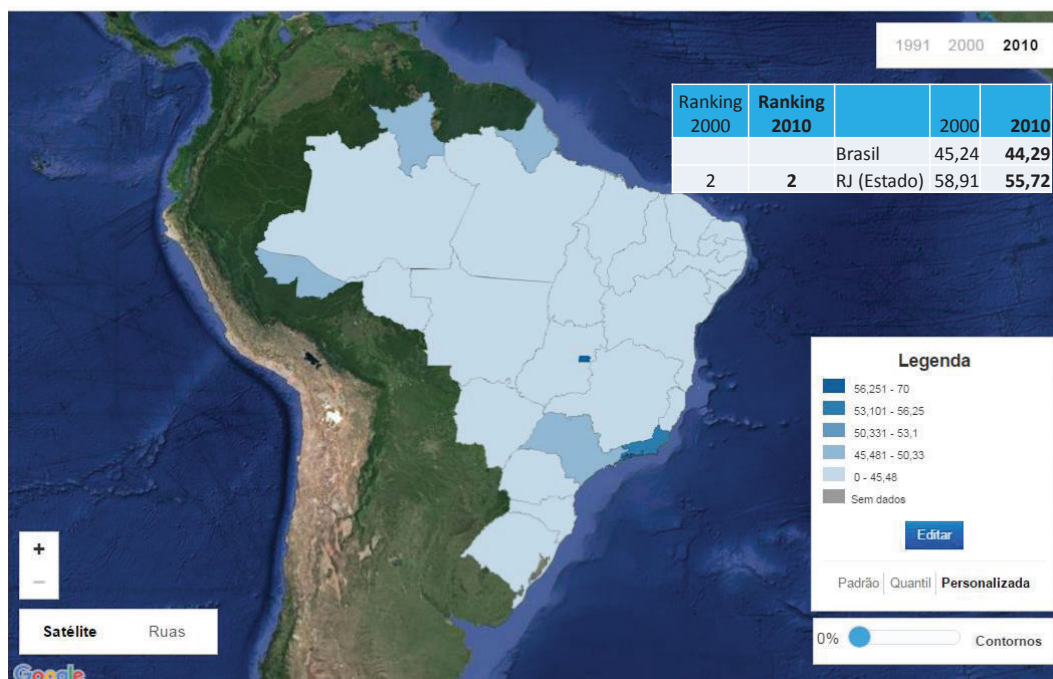 1991 2000 2010
Ranking 2000 Ranking 2010 2000 2010
Brasil 45,24 44,29
2 2 RJ (Estado) 58,91 55,72
Legenda
56,251 - 70
53,101 - 56,25
50,331 - 53,1
45,481 - 50,33
0 - 45,48
Sem dados
Editar
Padrão Quantil Personalizada
0% Contornos
+
−
Satélite Ruas
Google